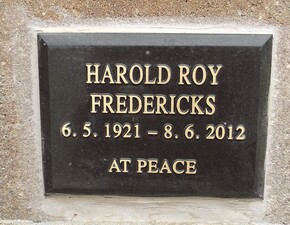 HAROLD ROY
FREDERICKS
6. 5. 1921 – 8. 6. 2012
AT PEACE